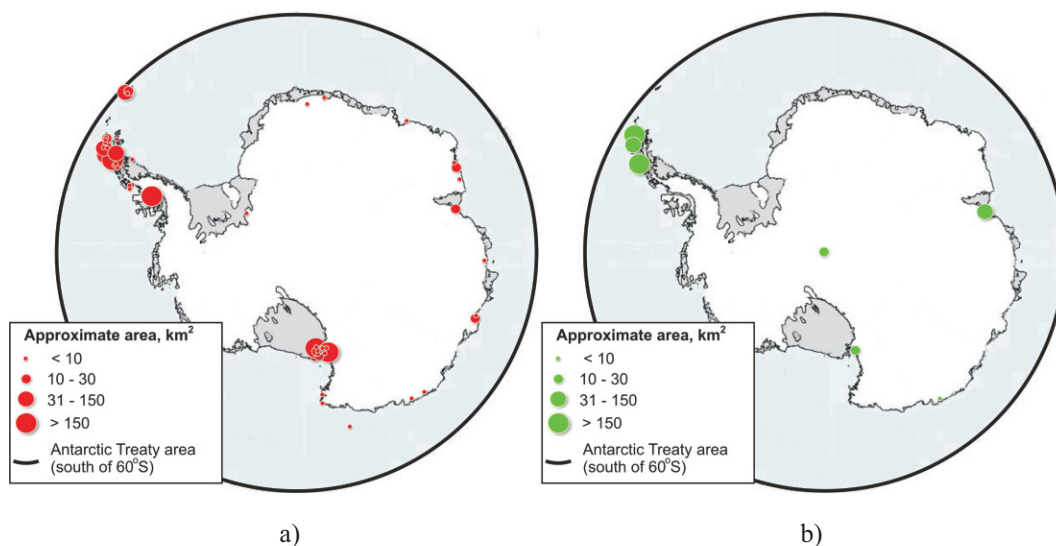 Approximate area, km²
< 10
10 - 30
31 - 150
> 150
Antarctic Treaty area
(south of 60°S)
Approximate area, km²
< 10
10 - 30
31 - 150
> 150
Antarctic Treaty area
(south of 60°S)
a)
b)